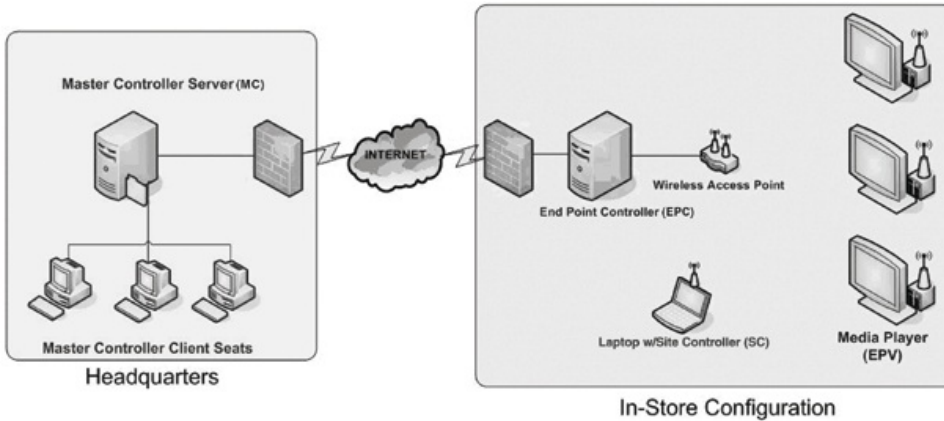 Master Controller Server (MC)
INTERNET
Wireless Access Point
End Point Controller (EPC)
Laptop w/Site Controller (SC)
Media Player
(EPV)
Master Controller Client Seats
Headquarters
In-Store Configuration